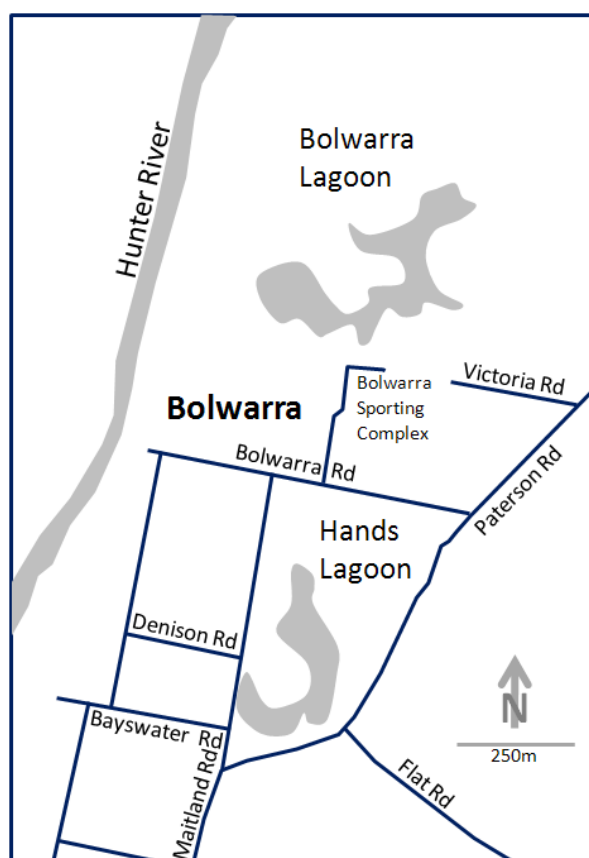 Bolwarra
Lagoon
Hunter River
Victoria Rd
Bolwarra
Sporting
Complex
Bolwarra
Bolwarra Rd
Paterson Rd
Hands
Lagoon
Denison Rd
N
Bayswater Rd
250m
Maitland Rd
Flat Rd